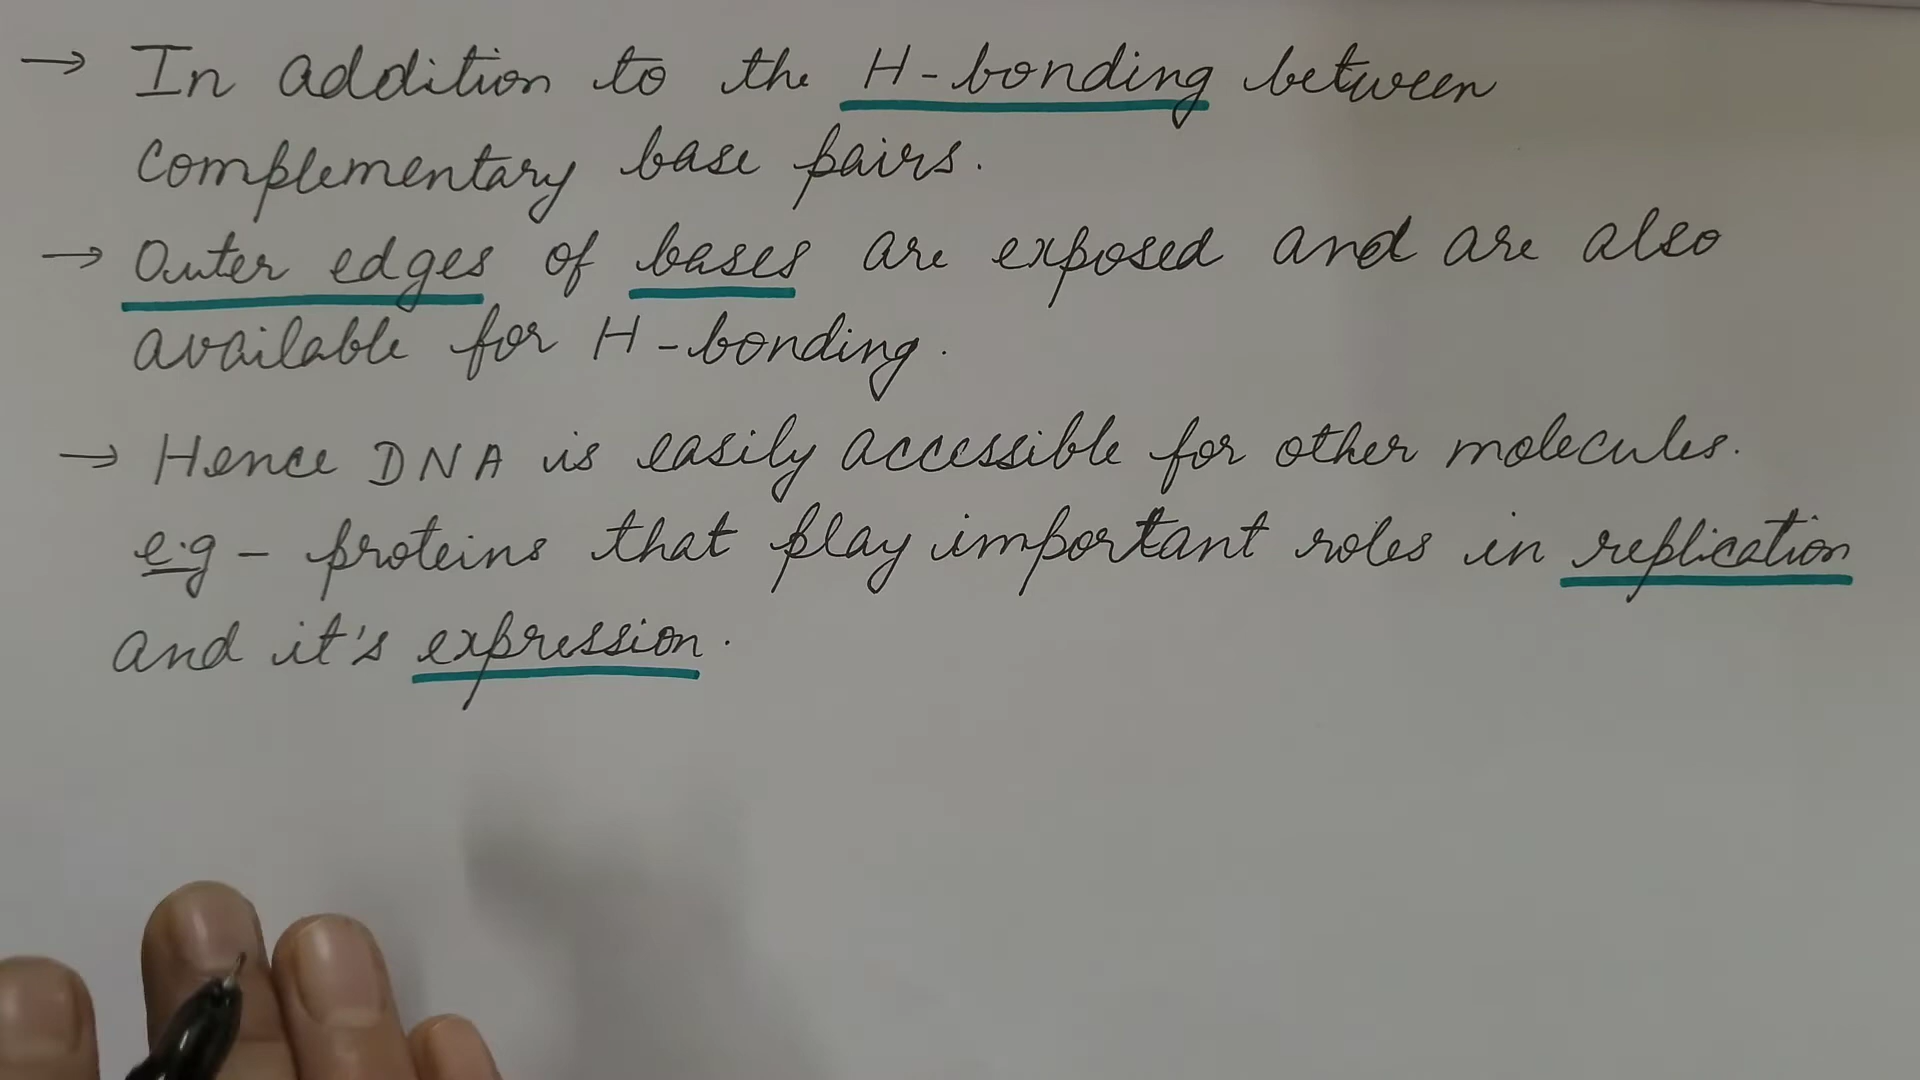 → In addition to the H-bonding between
complementary base pairs.
→ Outer edges of bases are exposed and are also
available for H-bonding.
→ Hence DNA is easily accessible for other molecules.
e.g - proteins that play important roles in replication
and it's expression.